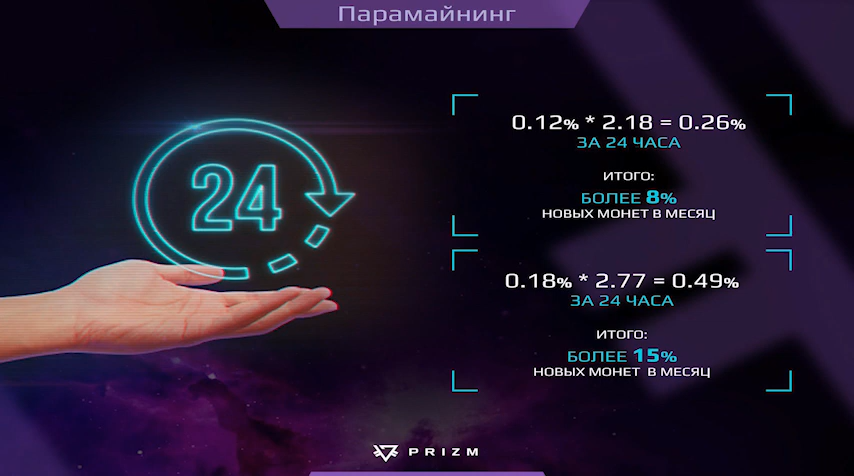 Парамайнинг
24
0.12% * 2.18 = 0.26%
ЗА 24 ЧАСА
ИТОГО:
БОЛЕЕ 8%
НОВЫХ МОНЕТ В МЕСЯЦ
0.18% * 2.77 = 0.49%
ЗА 24 ЧАСА
ИТОГО:
БОЛЕЕ 15%
НОВЫХ МОНЕТ В МЕСЯЦ
PRIZM